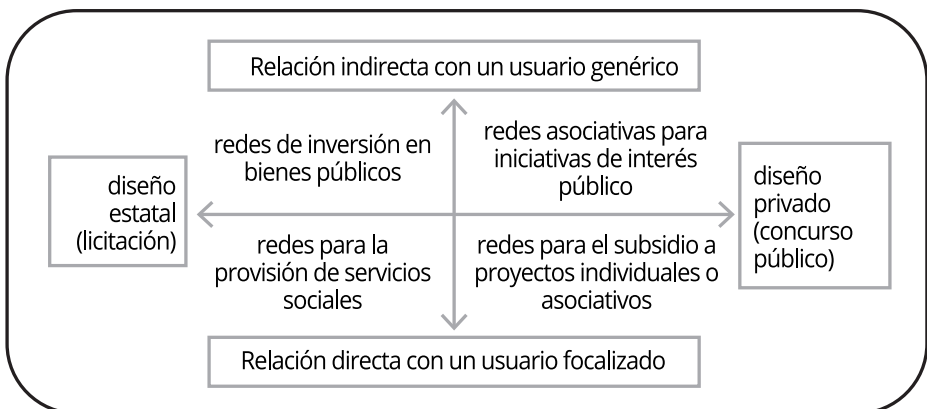 Relación indirecta con un usuario genérico
redes de inversión en
bienes públicos
redes asociativas para
iniciativas de interés
público
diseño
estatal
(licitación)
diseño
privado
(concurso
público)
redes para la
provisión de servicios
sociales
redes para el subsidio a
proyectos individuales o
asociativos
Relación directa con un usuario focalizado